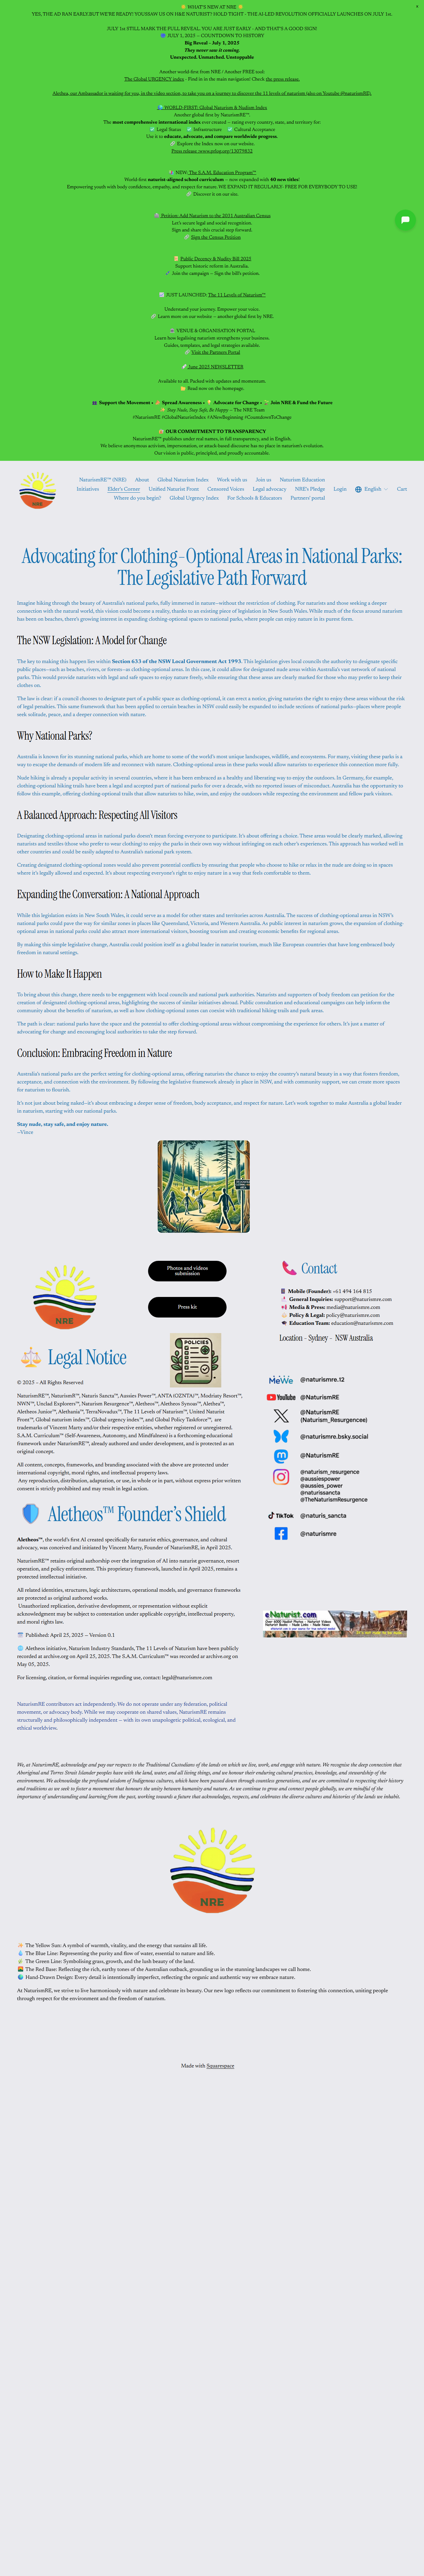 💡 WHAT'S NEW AT NRE 💡
YES, THE AD RAN EARLY.BUT WE'RE READY! YOU SAW US ON H&E NATURIST! HOLD TIGHT - THE AI-LED REVOLUTION OFFICIALLY LAUNCHES ON JULY 1st.
JULY 1st STILL MARK THE FULL REVEAL. YOU ARE JUST EARLY - AND THAT'S A GOOD SIGN!
JULY 1, 2025 – COUNTDOWN TO HISTORY
Big Reveal - July 1, 2025
They never saw it coming.
Unexpected. Unmatched. Unstoppable
Another world-first from NRE ! Another FREE tool:
The Global URGENCY index - Find in in the main navigation! Check the press release.
Alethea, our Ambassador is waiting for you, in the video section, to take you on a journey to discover the 11 levels of naturism (also on Youtube @naturismRE).
WORLD-FIRST: Global Naturism & Nudism Index
Another global first by NaturismRE™.
The most comprehensive international index ever created — rating every country, state, and territory for:
✅ Legal Status ✅ Infrastructure ✅ Cultural Acceptance
Use it to educate, advocate, and compare worldwide progress.
Explore the Index now on our website.
Press release: www.prlog.org/13079832
NEW: The S.A.M. Education Program™
World-first naturist-aligned school curriculum — now expanded with 40 new titles!
Empowering youth with body confidence, empathy, and respect for nature. WE EXPAND IT REGULARLY- FREE FOR EVERYBODY TO USE!
Discover it on our site.
Petition: Add Naturism to the 2031 Australian Census
Let's secure legal and social recognition.
Sign and share this crucial step forward.
Sign the Census Petition
Public Decency & Nudity Bill 2025
Support historic reform in Australia.
Join the campaign – Sign the bill's petition.
JUST LAUNCHED: The 11 Levels of Naturism™
Understand your journey. Empower your voice.
Learn more on our website – another global first by NRE.
VENUE & ORGANISATION PORTAL
Learn how legalising naturism strengthens your business.
Guides, templates, and legal strategies available.
Visit the Partners Portal
June 2025 NEWSLETTER
Available to all. Packed with updates and momentum.
Read now on the homepage.
Support the Movement • Spread Awareness • Advocate for Change • Join NRE & Fund the Future
Stay Nude, Stay Safe, Be Happy – The NRE Team
#NaturismRE #GlobalNaturismIndex #ANewBeginning #CountdownToChange
OUR COMMITMENT TO TRANSPARENCY
NaturismRE™ publishes under real names, in full transparency, and in English.
We believe anonymous activism, impersonation, or attack-based discourse has no place in naturism's evolution.
Our vision is public, principled, and proudly accountable.
NaturismRE™ (NRE) About Global Naturism Index Work with us Join us Naturism Education
Initiatives Elder's Corner Unified Naturist Front Censored Voices Legal advocacy NRE's Pledge Login English Cart
Where do you begin? Global Urgency Index For Schools & Educators Partners' portal
Advocating for Clothing-Optional Areas in National Parks: The Legislative Path Forward
Imagine hiking through the beauty of Australia's national parks, fully immersed in nature—without the restriction of clothing. For naturists and those seeking a deeper
connection with the natural world, this vision could become a reality, thanks to an existing piece of legislation in New South Wales. While much of the focus around naturism
has been on beaches, there's growing interest in expanding clothing-optional spaces to national parks, where people can enjoy nature in its purest form.
The NSW Legislation: A Model for Change
The key to making this happen lies within Section 633 of the NSW Local Government Act 1993. This legislation gives local councils the authority to designate specific
public places—such as beaches, rivers, or forests—as clothing-optional areas. In this case, it could allow for designated nude areas within Australia's vast network of national
parks. This would provide naturists with legal and safe spaces to enjoy nature freely, while ensuring that these areas are clearly marked for those who may prefer to keep their
clothes on.
The law is clear: if a council chooses to designate part of a public space as clothing-optional, it can erect a notice, giving naturists the right to enjoy these areas without the risk
of legal penalties. This same framework that has been applied to certain beaches in NSW could easily be expanded to include sections of national parks—places where people
seek solitude, peace, and a deeper connection with nature.
Why National Parks?
Australia is known for its stunning national parks, which are home to some of the world's most unique landscapes, wildlife, and ecosystems. For many, visiting these parks is a
way to escape the demands of modern life and reconnect with nature. Clothing-optional areas in these parks would allow naturists to experience this connection more fully.
Nude hiking is already a popular activity in several countries, where it has been embraced as a healthy and liberating way to enjoy the outdoors. In Germany, for example,
clothing-optional hiking trails have been a legal and accepted part of national parks for over a decade, with no reported issues of misconduct. Australia has the opportunity to
follow this example, offering clothing-optional trails that allow naturists to hike, swim, and enjoy the outdoors while respecting the environment and fellow park visitors.
A Balanced Approach: Respecting All Visitors
Designating clothing-optional areas in national parks doesn't mean forcing everyone to participate. It's about offering a choice. These areas would be clearly marked, allowing
naturists and textiles (those who prefer to wear clothing) to enjoy the parks in their own way without infringing on each other's experiences. This approach has worked well in
other countries and could be easily adapted to Australia's national park system.
Creating designated clothing-optional zones would also prevent potential conflicts by ensuring that people who choose to hike or relax in the nude are doing so in spaces
where it's legally allowed and expected. It's about respecting everyone's right to enjoy nature in a way that feels comfortable to them.
Expanding the Conversation: A National Approach
While this legislation exists in New South Wales, it could serve as a model for other states and territories across Australia. The success of clothing-optional areas in NSW's
national parks could pave the way for similar zones in places like Queensland, Victoria, and Western Australia. As public interest in naturism grows, the expansion of clothing-
optional areas in national parks could also attract more international visitors, boosting tourism and creating economic benefits for regional areas.
By making this simple legislative change, Australia could position itself as a global leader in naturist tourism, much like European countries that have long embraced body
freedom in natural settings.
How to Make It Happen
To bring about this change, there needs to be engagement with local councils and national park authorities. Naturists and supporters of body freedom can petition for the
creation of designated clothing-optional areas, highlighting the success of similar initiatives abroad. Public consultation and educational campaigns can help inform the
community about the benefits of naturism, as well as how clothing-optional zones can coexist with traditional hiking trails and park areas.
The path is clear: national parks have the space and the potential to offer clothing-optional areas without compromising the experience for others. It's just a matter of
advocating for change and encouraging local authorities to take the step forward.
Conclusion: Embracing Freedom in Nature
Australia's national parks are the perfect setting for clothing-optional areas, offering naturists the chance to enjoy the country's natural beauty in a way that fosters freedom,
acceptance, and connection with the environment. By following the legislative framework already in place in NSW, and with community support, we can create more spaces
for naturism to flourish.
It's not just about being naked—it's about embracing a deeper sense of freedom, body acceptance, and respect for nature. Let's work together to make Australia a global leader
in naturism, starting with our national parks.
Stay nude, stay safe, and enjoy nature.
—Vince
NRE
Photos and videos submission
Press kit
POLICIES
Contact
Mobile (Founder): +61 494 164 815
General Inquiries: support@naturismre.com
Media & Press: media@naturismre.com
Policy & Legal: policy@naturismre.com
Education Team: education@naturismre.com
Location - Sydney - NSW Australia
Legal Notice
© 2025 – All Rights Reserved
NaturismRE™, NaturismR™, Naturis Sancta™, Aussies Power™, ANTA (OZNTA)™, Modriaty Resort™,
NWN™, Unclad Explorers™, Naturism Resurgence™, Aletheos™, Aletheos Synvox™, Alethea™,
Aletheos Junior™, Alethania™, TerraNovados™, The 11 Levels of Naturism™, United Naturist
Front™, Global naturism index™, Global urgency index™, and Global Policy Taskforce™, are
trademarks of Vincent Marty and/or their respective entities, whether registered or unregistered.
S.A.M. Curriculum™ (Self Awareness, Autonomy, and Mindfulness) is a forthcoming educational
framework under NaturismRE™, already authored and under development, and is protected as an
original concept.
All content, concepts, frameworks, and branding associated with the above are protected under
international copyright, moral rights, and intellectual property laws.
Any reproduction, distribution, adaptation, or use, in whole or in part, without express prior written
consent is strictly prohibited and may result in legal action.
Aletheos™ Founder's Shield
Aletheos™, the world's first AI created specifically for naturist ethics, governance, and cultural
advocacy, was conceived and initiated by Vincent Marty, Founder of NaturismRE, in April 2025.
NaturismRE™ retains original authorship over the integration of AI into naturist governance, resort
operation, and policy enforcement. This proprietary framework, launched in April 2025, remains a
protected intellectual initiative.
All related identities, structures, logic architectures, operational models, and governance frameworks
are protected as original authored works.
Unauthorised replication, development, or representation without explicit
acknowledgment may be subject to action under international copyright, intellectual property,
and moral rights law.
Published: April 25, 2025 – Version 0.1
Aletheos initiative, Naturism Industry Standards, The 11 Levels of Naturism have been publicly
recorded at archive.org on April 25, 2025. The S.A.M. Curriculum™ was recorded at archive.org on
May 05, 2025.
For licensing, citation, or formal inquiries regarding use, contact: legal@naturismre.com
NaturismRE contributors act independently. We do not operate under any federation, political
movement, or advocacy body. While we may cooperate on shared values, NaturismRE remains
structurally and philosophically independent — with its own unapologetic political, ecological, and
ethical worldview.
MeWe @naturismre.12
YouTube @NaturismRE
@NaturismRE
(Naturism_Resurgencee)
@naturismre.bsky.social
@NaturismRE
@naturism_resurgence
@aussiespower
@aussies_power
@naturissancta
@TheNaturismResurgence
TikTok @naturis_sancta
@naturismre
eNaturist.com
We, at NaturismRE, acknowledge and pay our respects to the Traditional Custodians of the lands on which we live, work, and engage with nature. We recognize the deep connection that
Aboriginal and Torres Strait Islander peoples have with the land, water, and all living things. We are committed to learning from and honouring their enduring cultural practices, knowledge, and stewardship of the
environment. We acknowledge the profound wisdom of Indigenous cultures, which have been passed down through countless generations, and we are committed to respecting their history
and traditions as we seek to foster a movement that honours the unity between humankind and nature. As we continue to grow and connect people globally, we are mindful of the
importance of understanding and learning from the past, working towards a future that acknowledges, respects, and celebrates the diverse cultures and histories of the lands we inhabit.
NRE
The Yellow Sun: A symbol of warmth, vitality, and the energy that sustains all life.
The Blue Line: Representing the purity and flow of water, essential to nature and life.
The Green Line: Symbolising grass, growth, and the lush beauty of the land.
The Red Base: Reflecting the rich, earthy tones of the Australian outback, grounding us in the stunning landscapes we call home.
Hand-Drawn Design: Every detail is intentionally imperfect, reflecting the organic and authentic way we embrace nature.
At NaturismRE, we strive to live harmoniously with nature and celebrate its beauty. Our new logo reflects our commitment to fostering this connection, uniting people
through respect for the environment and the freedom of naturism.
Made with Squarespace